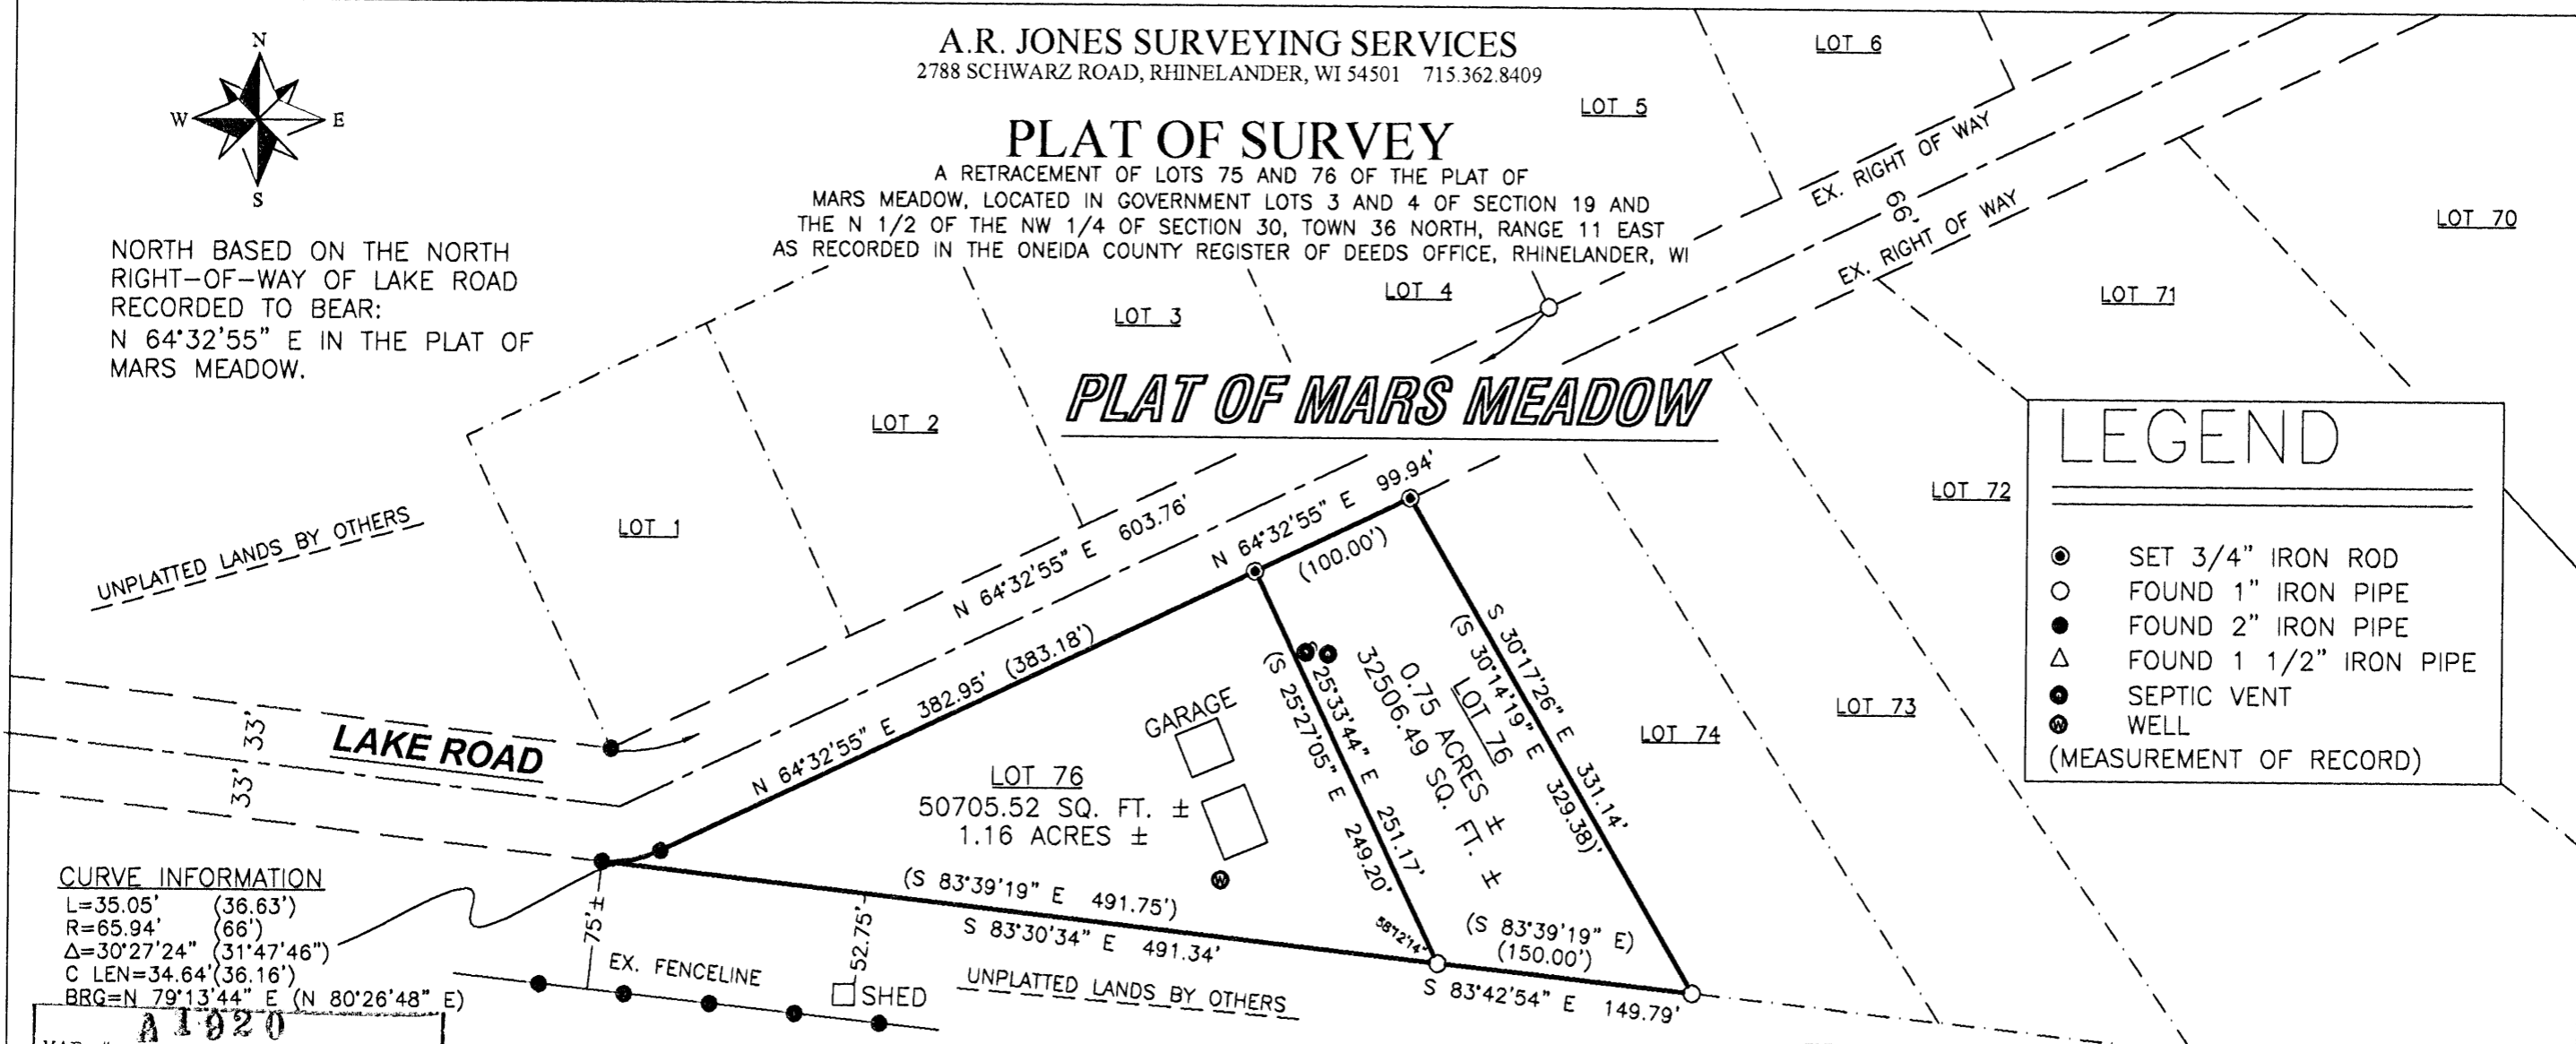 A.R. JONES SURVEYING SERVICES
2788 SCHWARZ ROAD, RHINELANDER, WI 54501 715.362.8409
PLAT OF SURVEY
A RETRACEMENT OF LOTS 75 AND 76 OF THE PLAT OF
MARS MEADOW, LOCATED IN GOVERNMENT LOTS 3 AND 4 OF SECTION 19 AND
THE N 1/2 OF THE NW 1/4 OF SECTION 30, TOWN 36 NORTH, RANGE 11 EAST
AS RECORDED IN THE ONEIDA COUNTY REGISTER OF DEEDS OFFICE, RHINELANDER, WI
N
W
E
S
NORTH BASED ON THE NORTH
RIGHT-OF-WAY OF LAKE ROAD
RECORDED TO BEAR:
N 64°32'55" E IN THE PLAT OF
MARS MEADOW.
LOT 6
LOT 5
EX. RIGHT OF WAY
66'
EX. RIGHT OF WAY
LOT 70
LOT 71
LOT 4
LOT 3
LOT 2
LOT 1
PLAT OF MARS MEADOW
UNPLATTED LANDS BY OTHERS
N 64°32'55" E 603.76'
N 64°32'55" E 99.94'
(100.00')
N 64°32'55" E 382.95' (383.18')
33'
33'
LAKE ROAD
GARAGE
LOT 76
50705.52 SQ. FT. ±
1.16 ACRES ±
S 25°33'44" E 251.17'
(S 25°27'05" E 249.20'
LOT 76
0.75 ACRES ±
32506.49 SQ. FT. ±
S 30°17'26" E 331.14'
(S 30°14'19" E 329.38)'
LOT 74
LOT 73
LOT 72
LEGEND
SET 3/4" IRON ROD
FOUND 1" IRON PIPE
FOUND 2" IRON PIPE
FOUND 1 1/2" IRON PIPE
SEPTIC VENT
W WELL
(MEASUREMENT OF RECORD)
W
(S 83°39'19" E 491.75')
S 83°30'34" E 491.34'
58°12'14"
(S 83°39'19" E)
(150.00')
S 83°42'54" E 149.79'
UNPLATTED LANDS BY OTHERS
75'±
52.75'
EX. FENCELINE
SHED
CURVE INFORMATION
L=35.05' (36.63')
R=65.94' (66')
Δ=30°27'24" (31°47'46")
C LEN=34.64'(36.16')
BRG=N 79°13'44" E (N 80°26'48" E)
A 1920